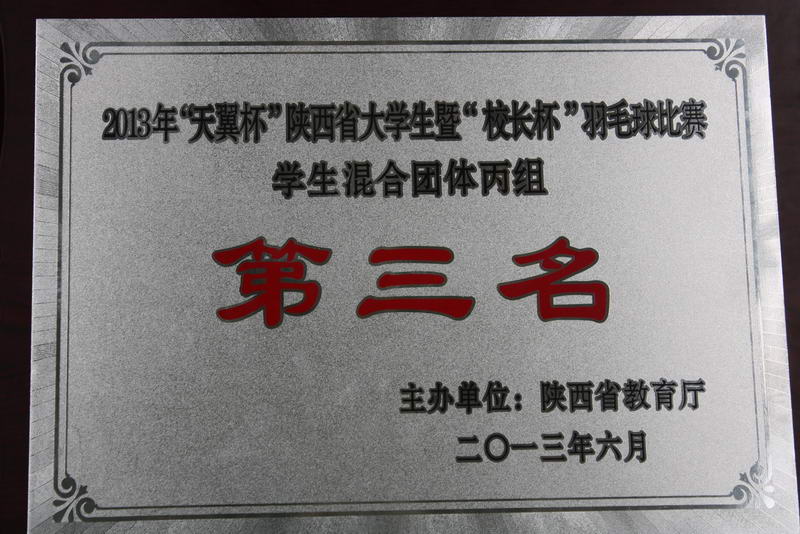 2013年“天翼杯”陕西省大学生暨“校长杯”羽毛球比赛
学生混合团体丙组
第三名
主办单位：陕西省教育厅
二〇一三年六月